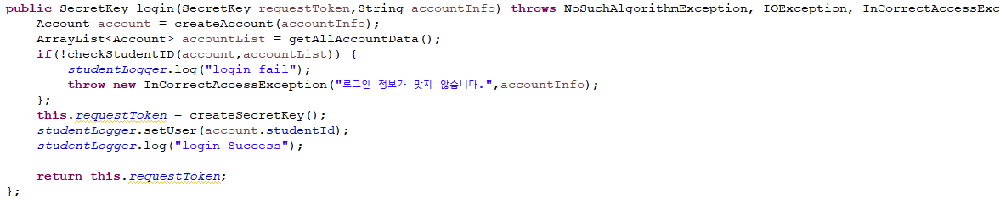 public SecretKey login(SecretKey requestToken,String accountInfo) throws NoSuchAlgorithmException, IOException, InCorrectAccessExc
Account account = createAccount(accountInfo);
ArrayList<Account> accountList = getAllAccountData();
if(!checkStudentID(account,accountList)) {
studentLogger.log("login fail");
throw new InCorrectAccessException("로그인 정보가 맞지 않습니다.",accountInfo);
};
this.requestToken = createSecretKey();
studentLogger.setUser(account.studentId);
studentLogger.log("login Success");
return this.requestToken;
};